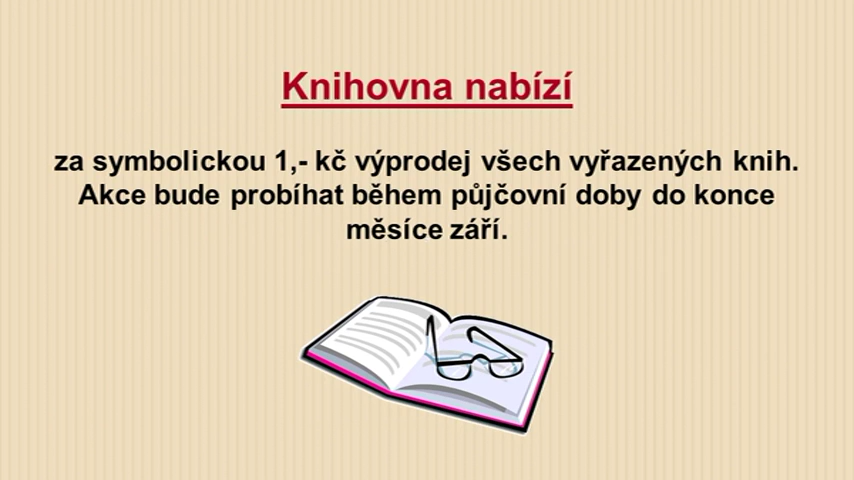 Knihovna nabízí
za symbolickou 1,- kč výprodej všech vyřazených knih.
Akce bude probíhat během půjčovní doby do konce
měsíce září.